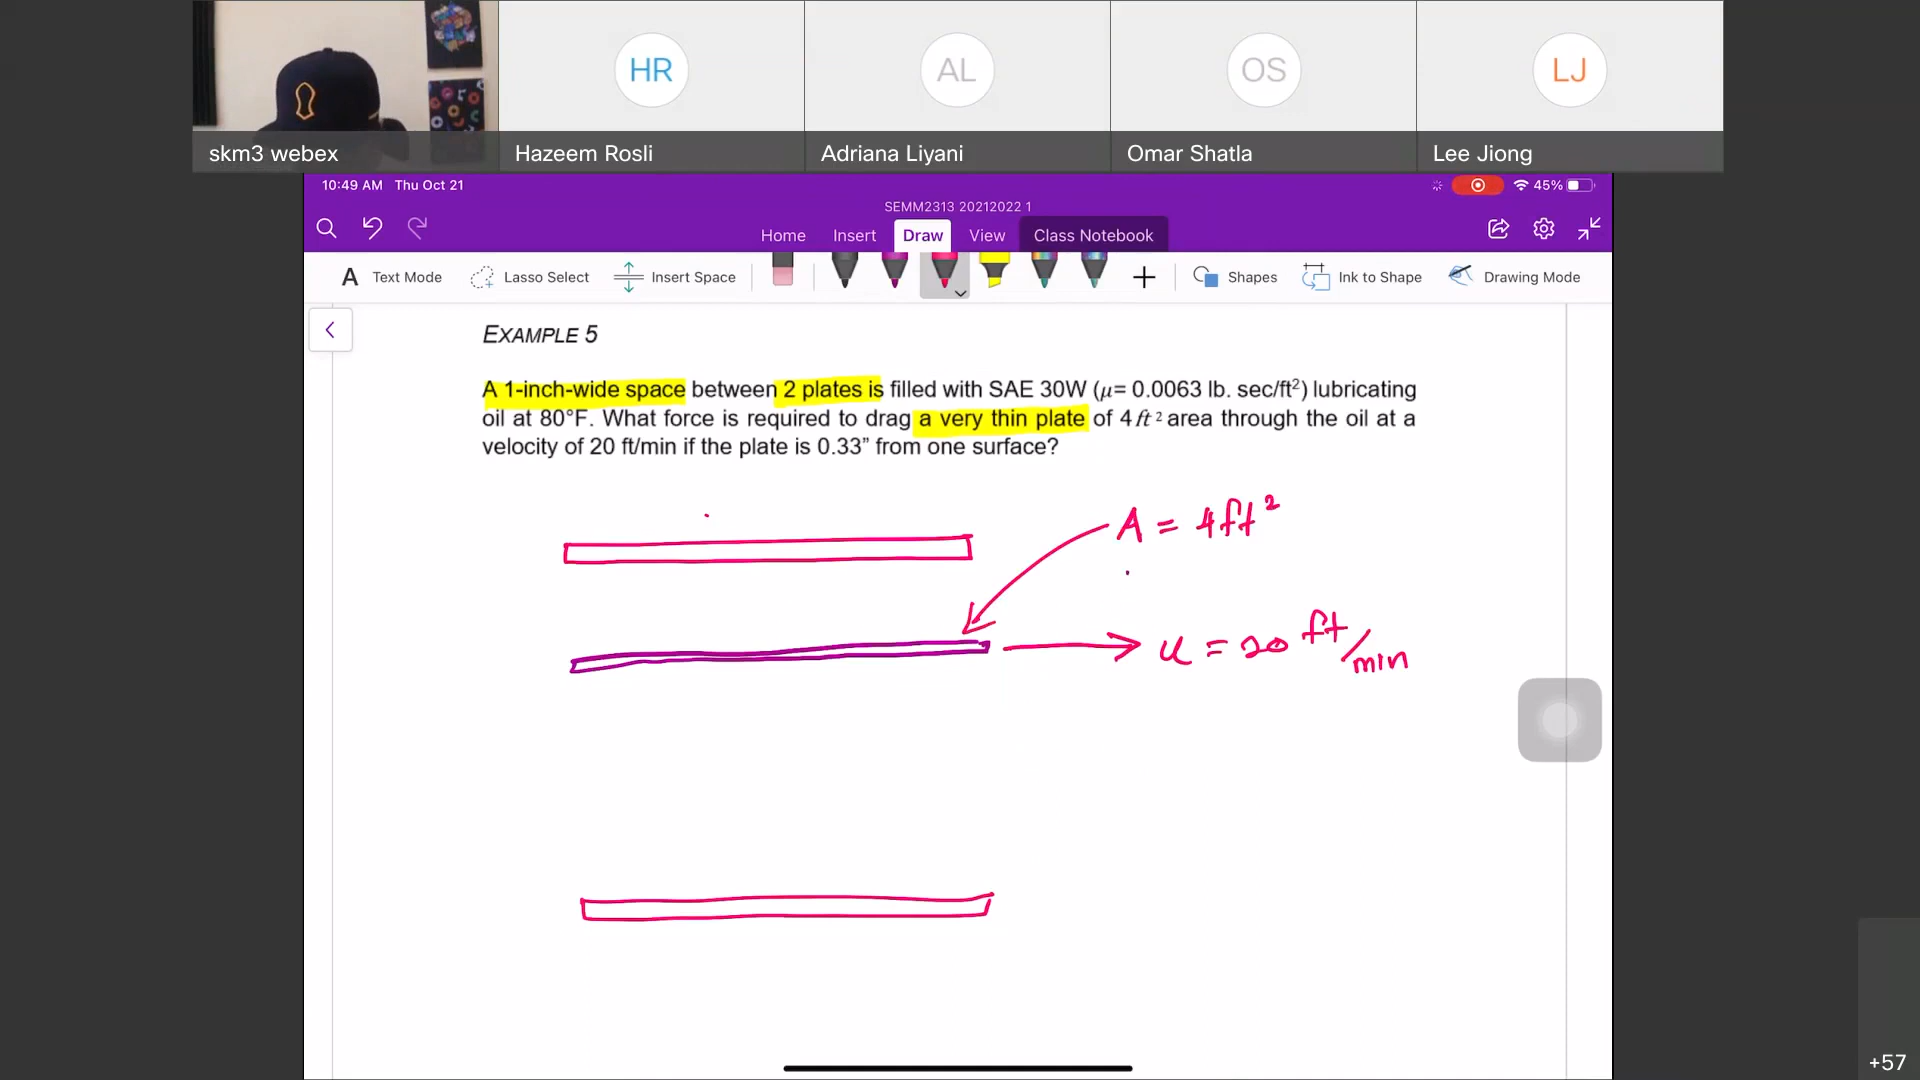 HR
AL
OS
LJ
skm3 webex
Hazeem Rosli
Adriana Liyani
Omar Shatla
Lee Jiong
10:49 AM Thu Oct 21
45%
SEMM2313 20212022 1
Home
Insert
Draw
View
Class Notebook
Text Mode
Lasso Select
Insert Space
Shapes
Ink to Shape
Drawing Mode
EXAMPLE 5
A 1-inch-wide space between 2 plates is filled with SAE 30W (μ= 0.0063 lb. sec/ft²) lubricating
oil at 80°F. What force is required to drag a very thin plate of 4 ft ² area through the oil at a
velocity of 20 ft/min if the plate is 0.33” from one surface?
A = 4ft²
u = 20 ft/min
+57